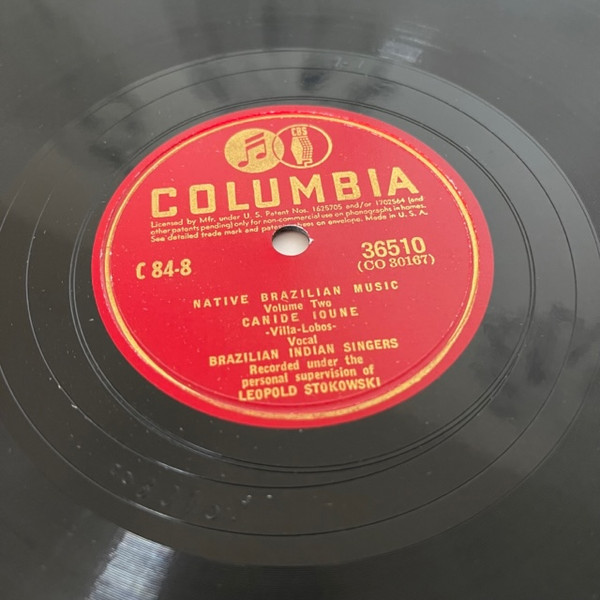 CBS
COLUMBIA
Licensed by Mfr. under U. S. Patent Nos. 1625705 and/or 1702564 (and
other patents pending) only for non-commercial use on phonographs in homes.
See detailed trade mark and patent on envelope. Made in U. S. A.
C 84-8
36510
(CO 30167)
NATIVE BRAZILIAN MUSIC
Volume Two
CANIDE IOUNE
-Villa-Lobos-
Vocal
BRAZILIAN INDIAN SINGERS
Recorded under the
personal supervision of
LEOPOLD STOKOWSKI